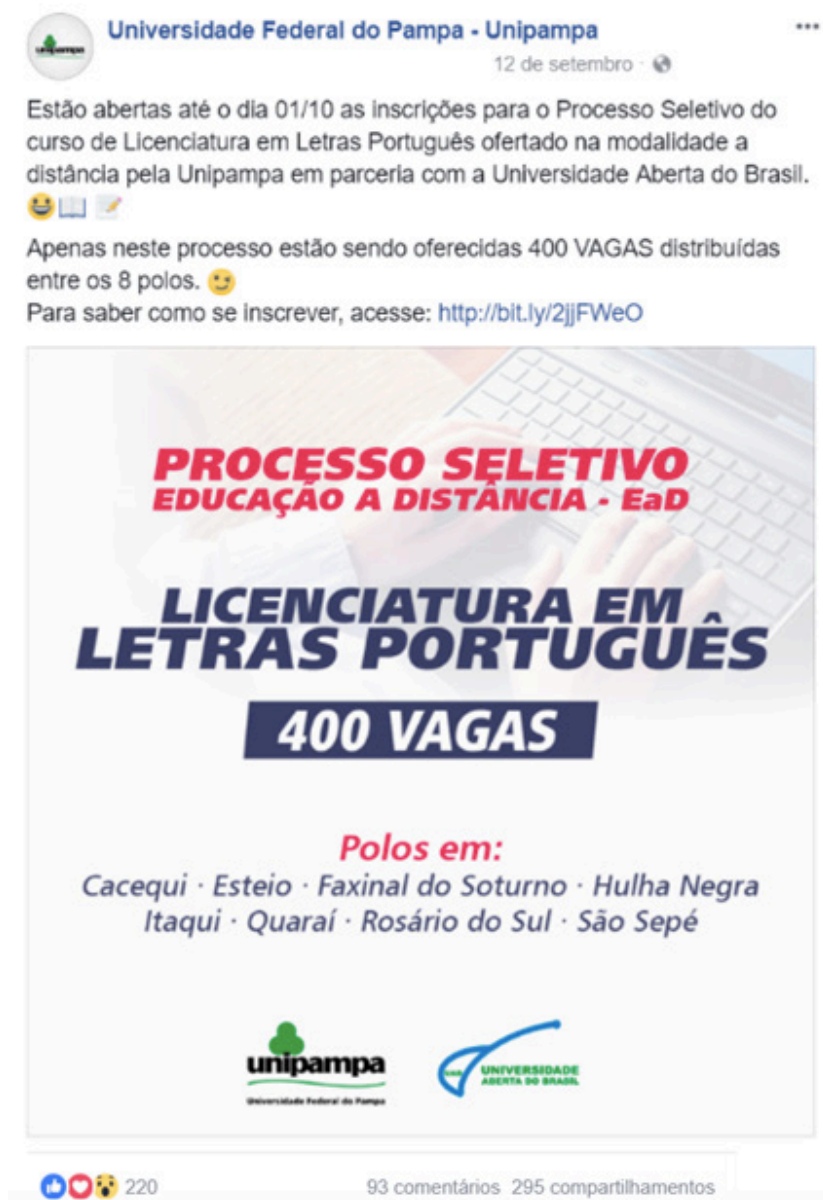 unipampa
Universidade Federal do Pampa - Unipampa
12 de setembro ·
Estão abertas até o dia 01/10 as inscrições para o Processo Seletivo do
curso de Licenciatura em Letras Português ofertado na modalidade a
distância pela Unipampa em parceria com a Universidade Aberta do Brasil.
Apenas neste processo estão sendo oferecidas 400 VAGAS distribuídas
entre os 8 polos.
Para saber como se inscrever, acesse: http://bit.ly/2jjFWeO
PROCESSO SELETIVO
EDUCAÇÃO A DISTÂNCIA - EaD
LICENCIATURA EM
LETRAS PORTUGUÊS
400 VAGAS
Polos em:
Cacequi · Esteio · Faxinal do Soturno · Hulha Negra
Itaqui · Quaraí · Rosário do Sul · São Sepé
unipampa
Universidade Federal do Pampa
UNIVERSIDADE
ABERTA DO BRASIL
220
93 comentários 295 compartilhamentos